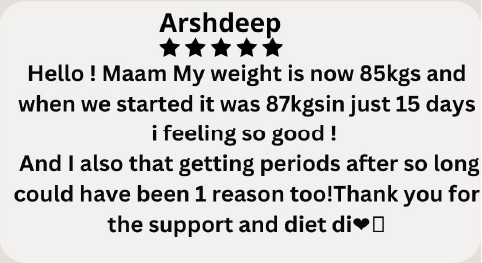 Arshdeep
★★★★★
Hello ! Maam My weight is now 85kgs and
when we started it was 87kgsin just 15 days
i feeling so good !
And I also that getting periods after so long
could have been 1 reason too!Thank you for
the support and diet di❤▯